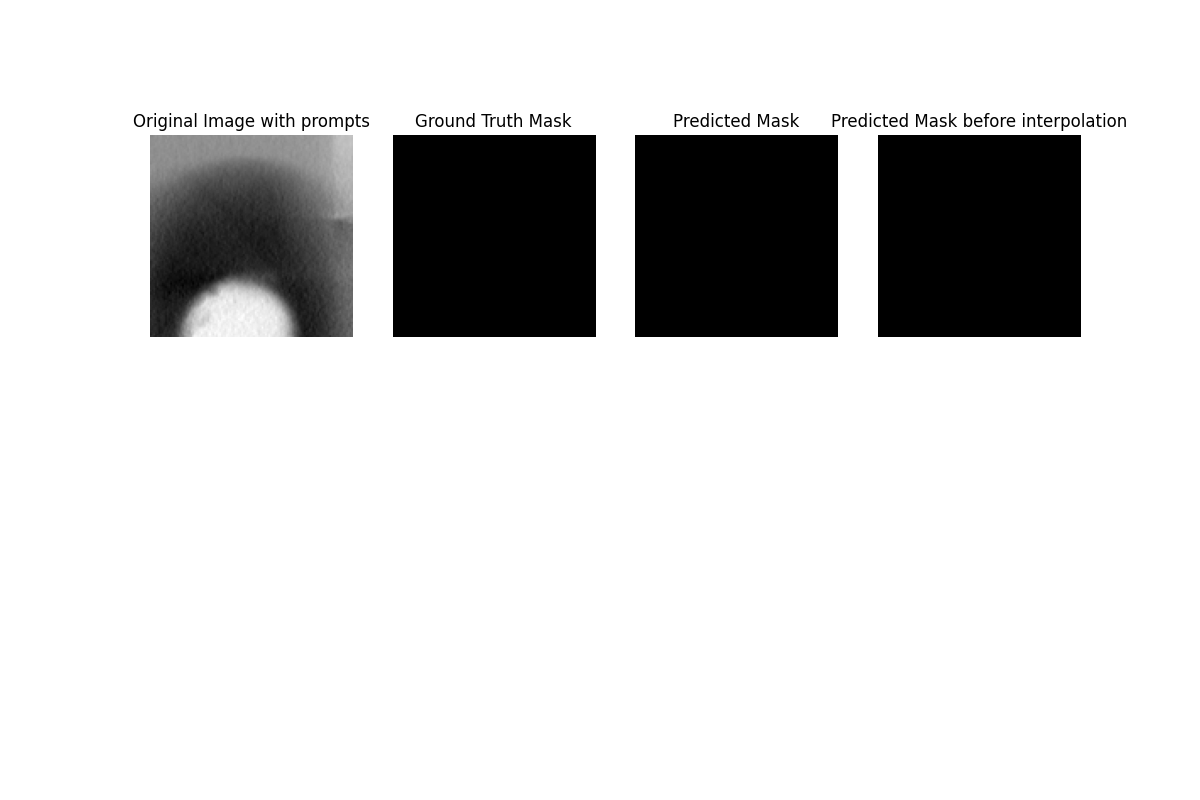 Original Image with prompts
Ground Truth Mask
Predicted Mask
Predicted Mask before interpolation